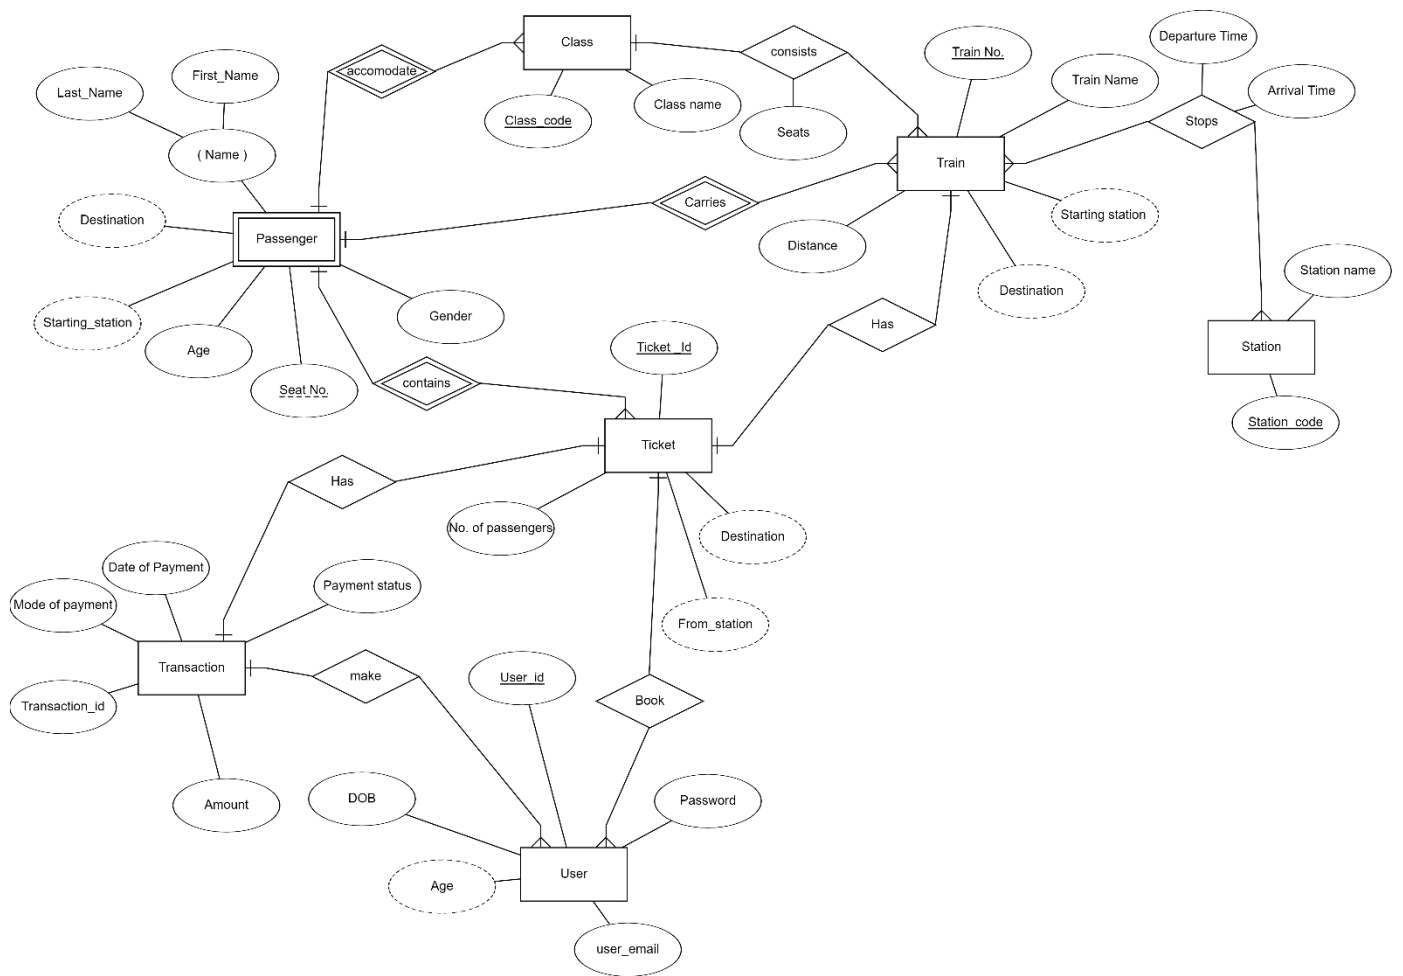 Departure Time
Class
consists
Train No.
accomodate
First_Name
Train Name
Arrival Time
Last_Name
Class name
Class_code
Seats
Stops
( Name )
Train
Carries
Destination
Starting station
Passenger
Distance
Station name
Destination
Starting_station
Gender
Has
Age
Ticket _Id
Station
contains
Seat No.
Station_code
Ticket
Has
No. of passengers
Destination
Date of Payment
Payment status
Mode of payment
From_station
Transaction
make
User_id
Book
Transaction_id
DOB
Password
Amount
User
Age
user_email